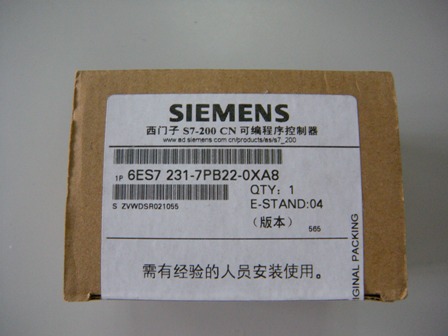 SIEMENS
西门子 S7-200 CN 可编程序控制器
www.ad.siemens.com.cn/products/as/s7_200
1P 6ES7 231-7PB22-0XA8
QTY: 1
S ZVWDSR021055
E-STAND:04
(版本)
565
需有经验的人员安装使用。
IGINAL PACKING